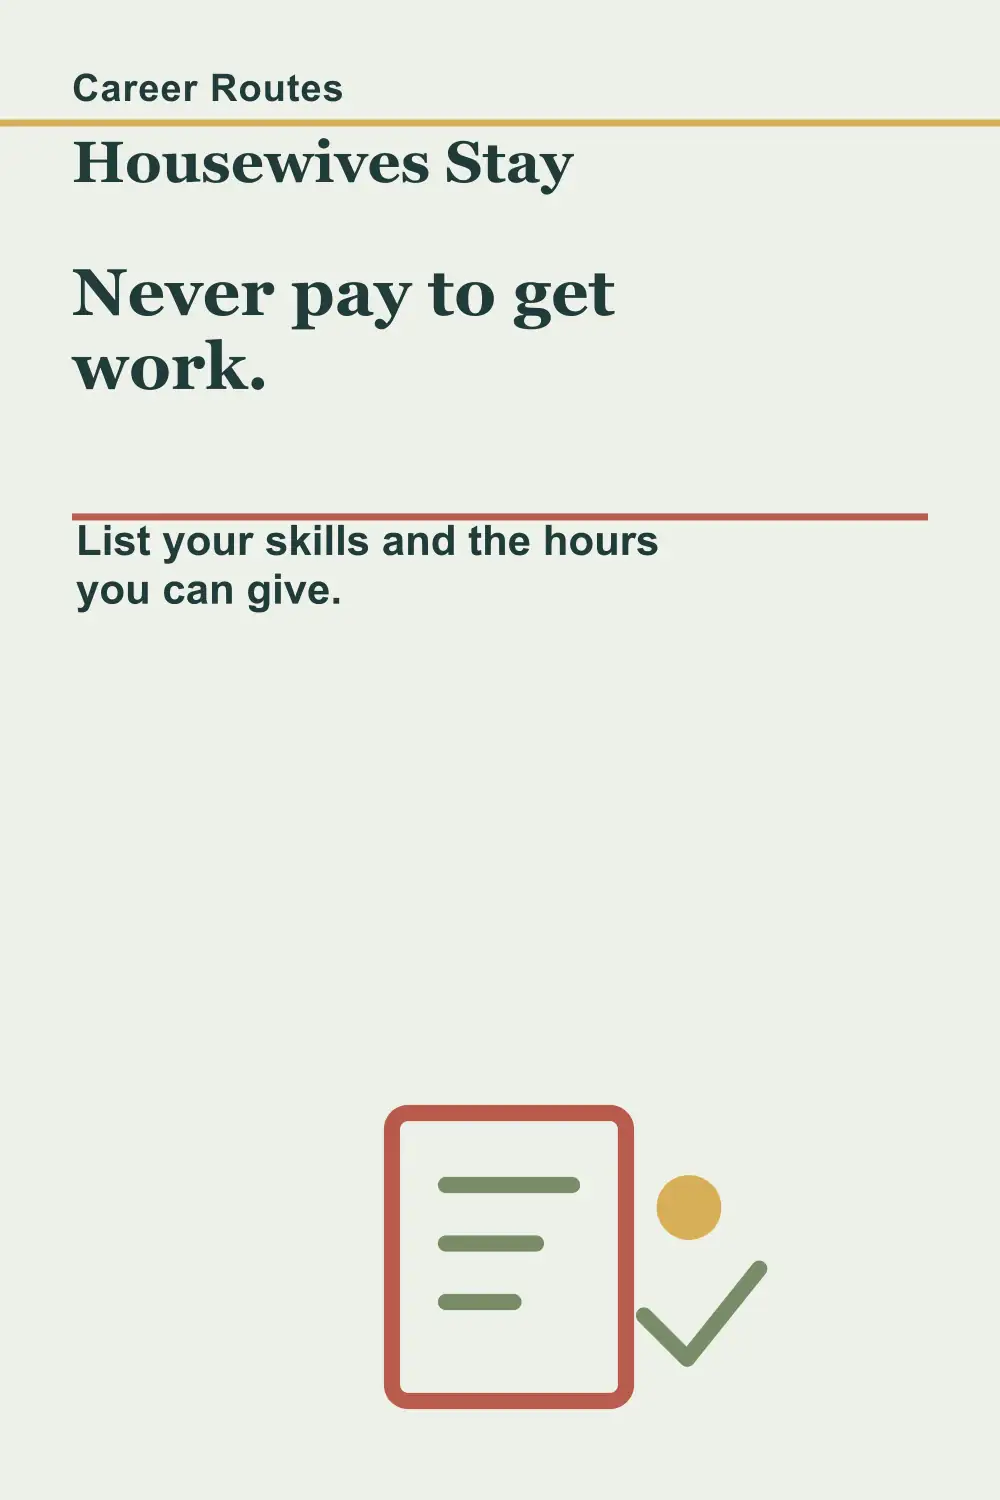 Career Routes
Housewives Stay
Never pay to get
work.
List your skills and the hours
you can give.